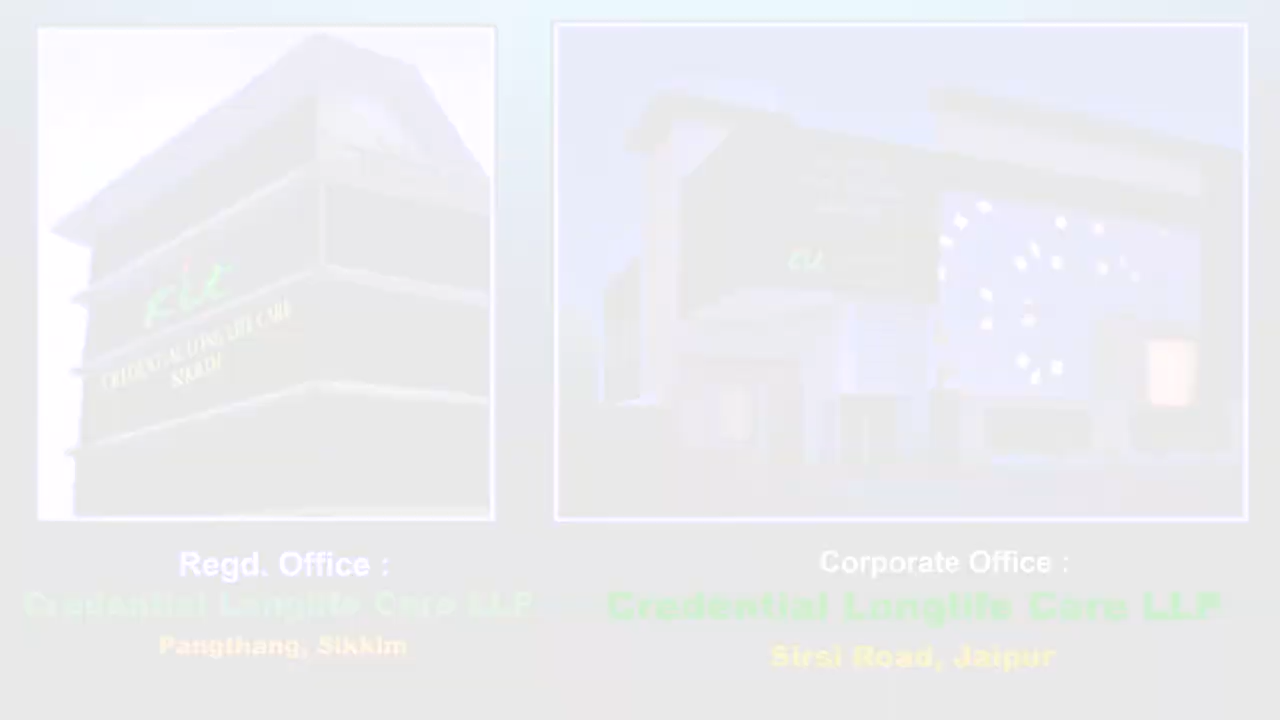 Regd. Office :
Credential Longlife Care LLP
Pangthang, Sikkim
Corporate Office :
Credential Longlife Care LLP
Sirsi Road, Jaipur